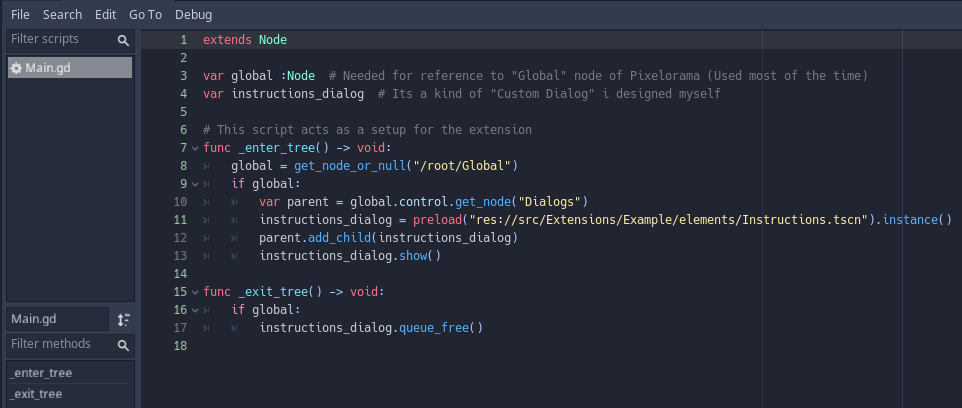 File Search Edit Go To Debug
Filter scripts
Main.gd
Main.gd
Filter methods
_enter_tree
_exit_tree
1 extends Node
2
3 var global :Node  # Needed for reference to "Global" node of Pixelorama (Used most of the time)
4 var instructions_dialog  # Its a kind of "Custom Dialog" i designed myself
5
6 # This script acts as a setup for the extension
7 func _enter_tree() -> void:
8 global = get_node_or_null("/root/Global")
9 if global:
10 var parent = global.control.get_node("Dialogs")
11 instructions_dialog = preload("res://src/Extensions/Example/elements/Instructions.tscn").instance()
12 parent.add_child(instructions_dialog)
13 instructions_dialog.show()
14
15 func _exit_tree() -> void:
16 if global:
17 instructions_dialog.queue_free()
18